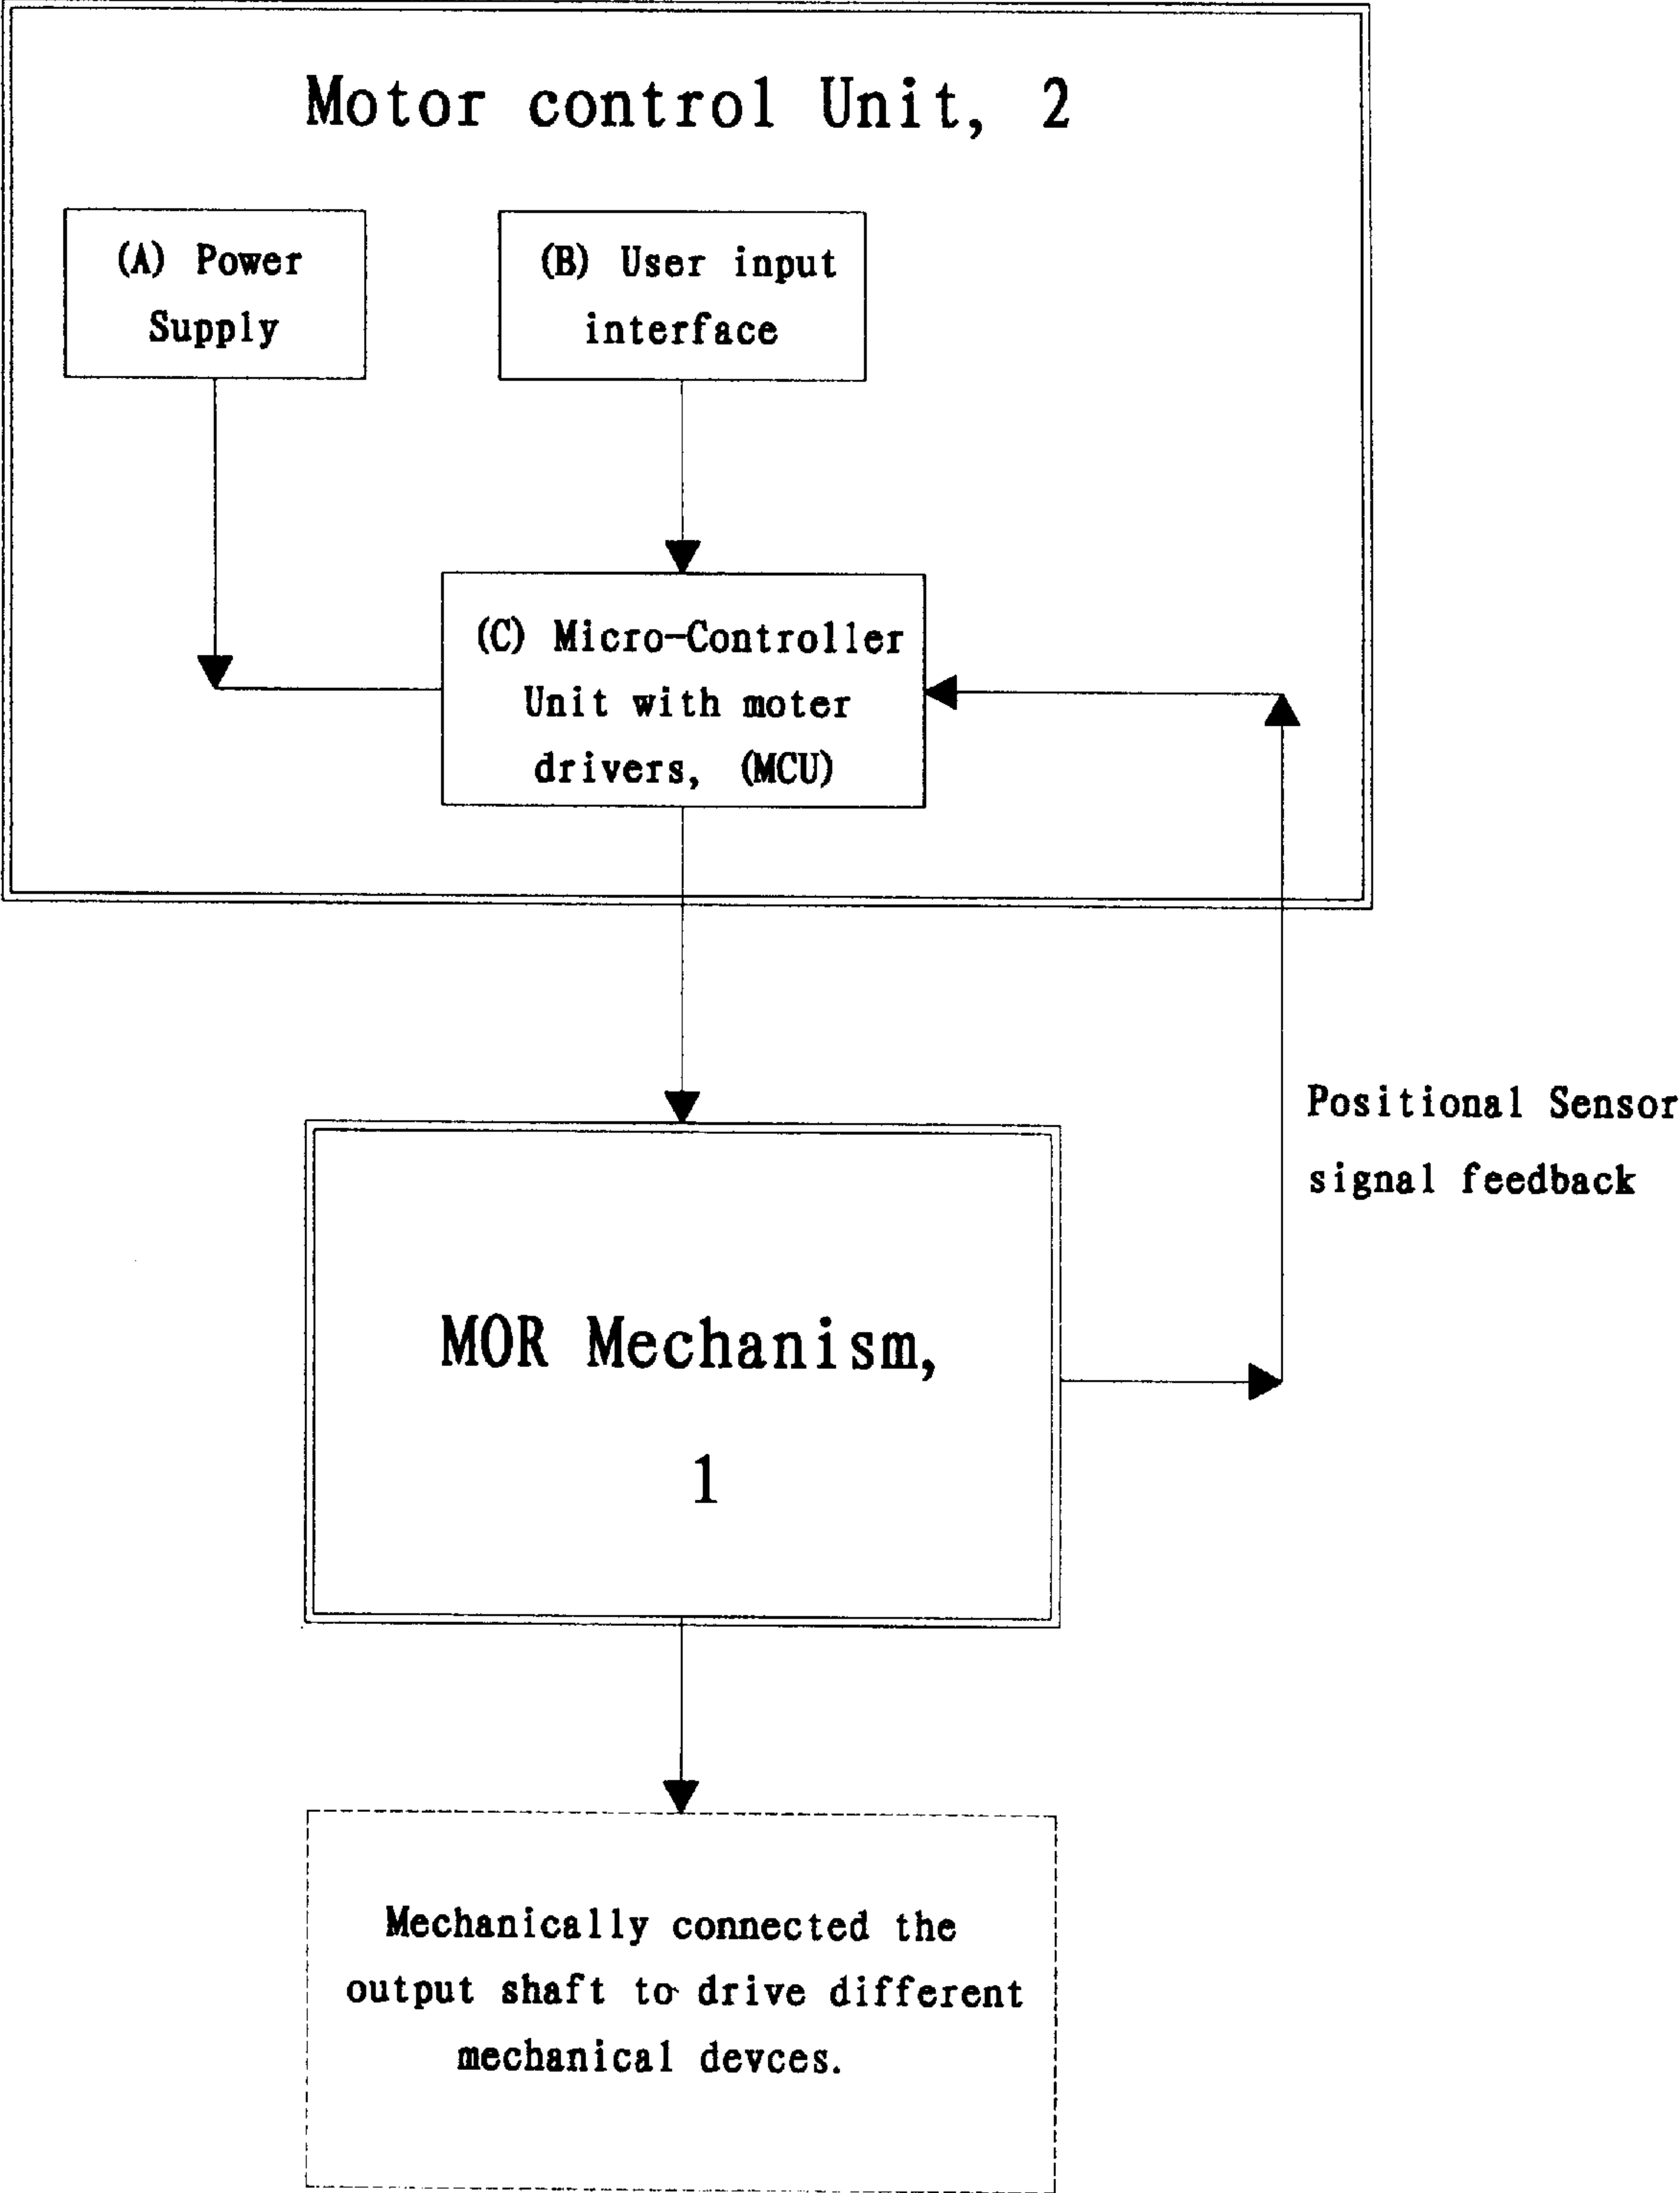 Motor control Unit, 2
(A) Power
Supply
(B) User input
interface
(C) Micro-Controller
Unit with moter
drivers, (MCU)
Positional Sensor
signal feedback
MOR Mechanism,
1
Mechanically connected the
output shaft to drive different
mechanical devces.